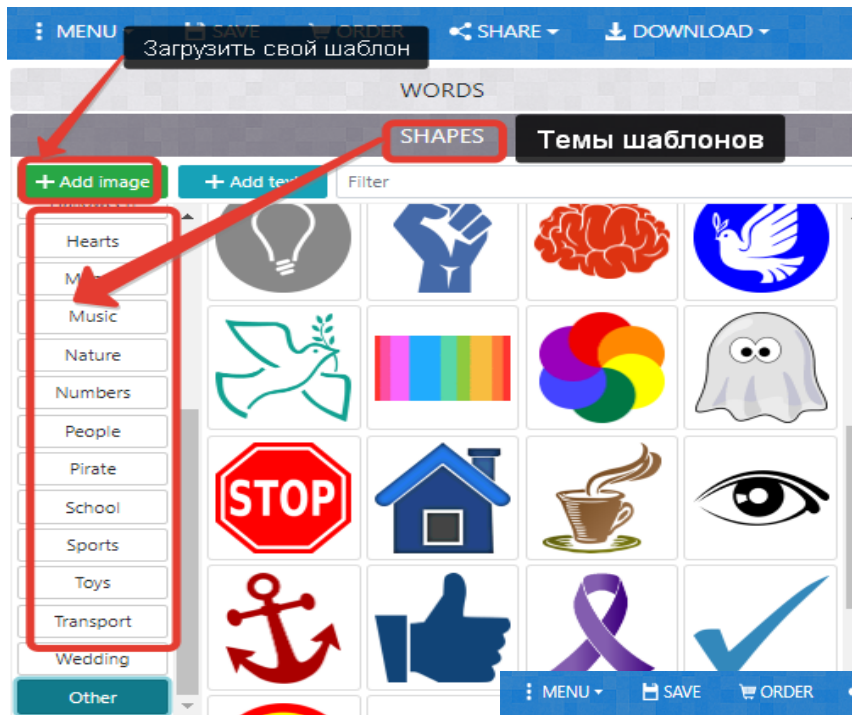 MENU SAVE ORDER SHARE DOWNLOAD
Загрузить свой шаблон
WORDS
SHAPES
Темы шаблонов
+ Add image
+ Add
Filter
Hearts
Music
Nature
Numbers
People
Pirate
School
Sports
Toys
Transport
Wedding
Other
STOP
MENU SAVE ORDER